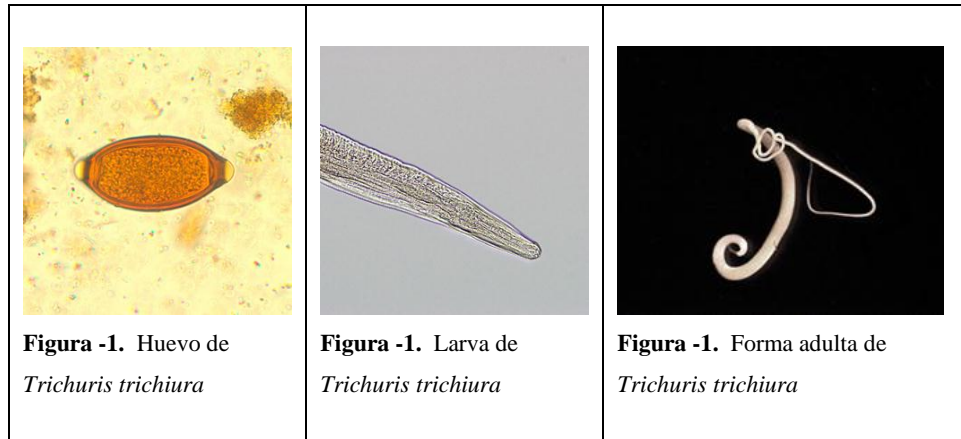 Figura -1. Huevo de
Trichuris trichiura
Figura -1. Larva de
Trichuris trichiura
Figura -1. Forma adulta de
Trichuris trichiura